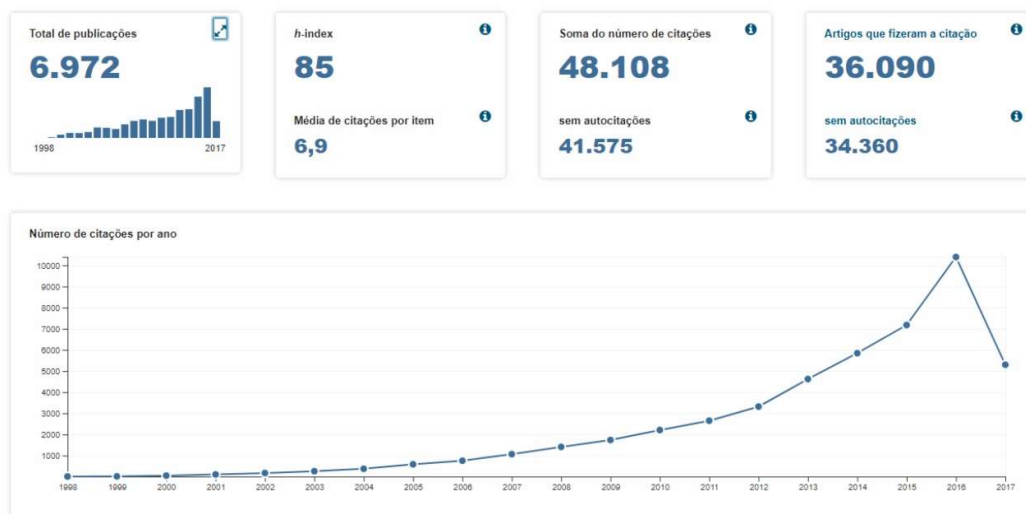 Total de publicações
6.972
1998 2017
h-index
85
Média de citações por item
6,9
Soma do número de citações
48.108
sem autocitações
41.575
Artigos que fizeram a citação
36.090
sem autocitações
34.360
Número de citações por ano
10000
9000
8000
7000
6000
5000
4000
3000
2000
1000
1998 1999 2000 2001 2002 2003 2004 2005 2006 2007 2008 2009 2010 2011 2012 2013 2014 2015 2016 2017